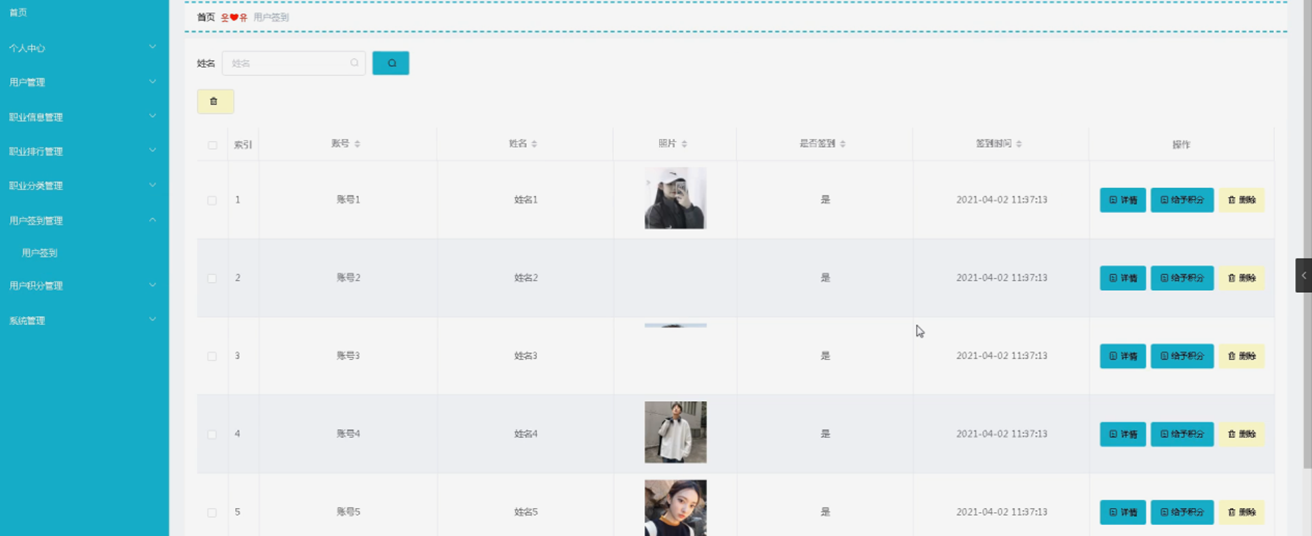 首页
个人中心
用户管理
职业信息管理
职业排行管理
职业分类管理
用户签到管理
用户签到
用户积分管理
系统管理
首页 웃❤유 用户签到
姓名 姓名
索引 账号 姓名 照片 是否签到 签到时间 操作
1 账号1 姓名1 是 2021-04-02 11:37:13 详情 给予积分 删除
2 账号2 姓名2 是 2021-04-02 11:37:13 详情 给予积分 删除
3 账号3 姓名3 是 2021-04-02 11:37:13 详情 给予积分 删除
4 账号4 姓名4 是 2021-04-02 11:37:13 详情 给予积分 删除
5 账号5 姓名5 是 2021-04-02 11:37:13 详情 给予积分 删除